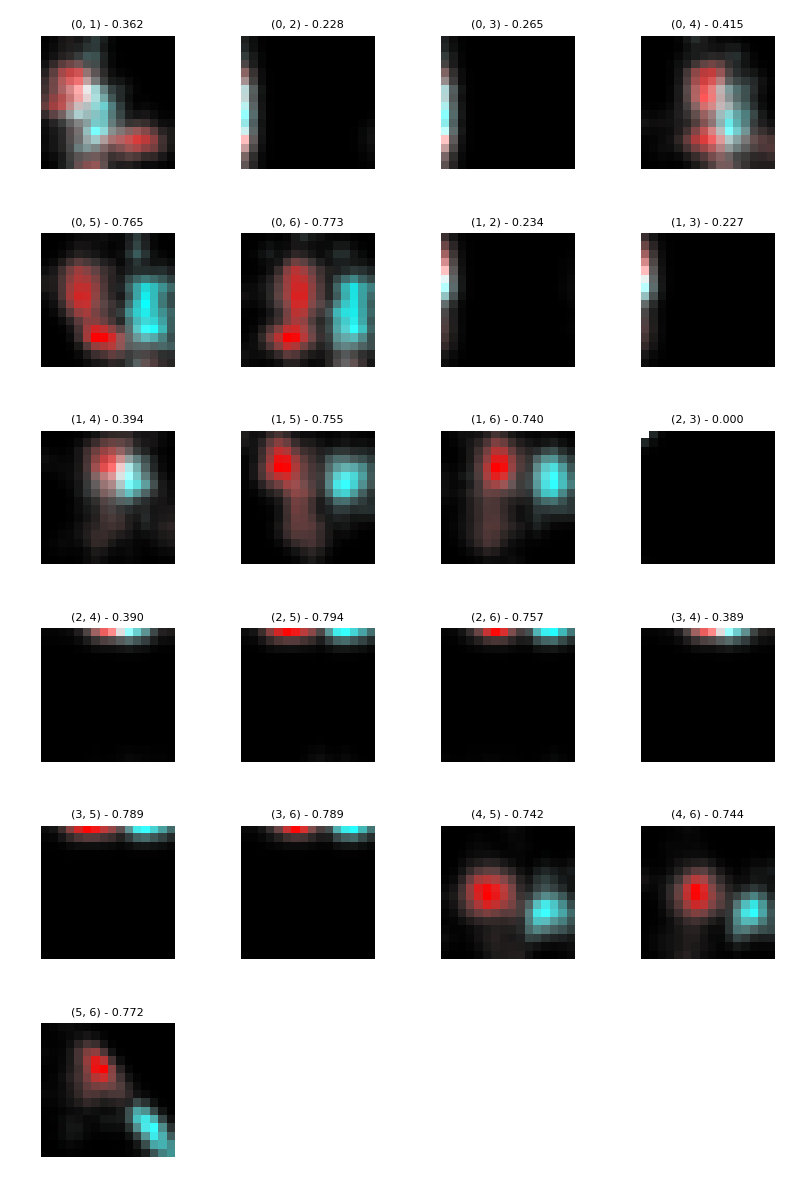 (0, 1) - 0.362 (0, 2) - 0.228 (0, 3) - 0.265 (0, 4) - 0.415
(0, 5) - 0.765 (0, 6) - 0.773 (1, 2) - 0.234 (1, 3) - 0.227
(1, 4) - 0.394 (1, 5) - 0.755 (1, 6) - 0.740 (2, 3) - 0.000
(2, 4) - 0.390 (2, 5) - 0.794 (2, 6) - 0.757 (3, 4) - 0.389
(3, 5) - 0.789 (3, 6) - 0.789 (4, 5) - 0.742 (4, 6) - 0.744
(5, 6) - 0.772